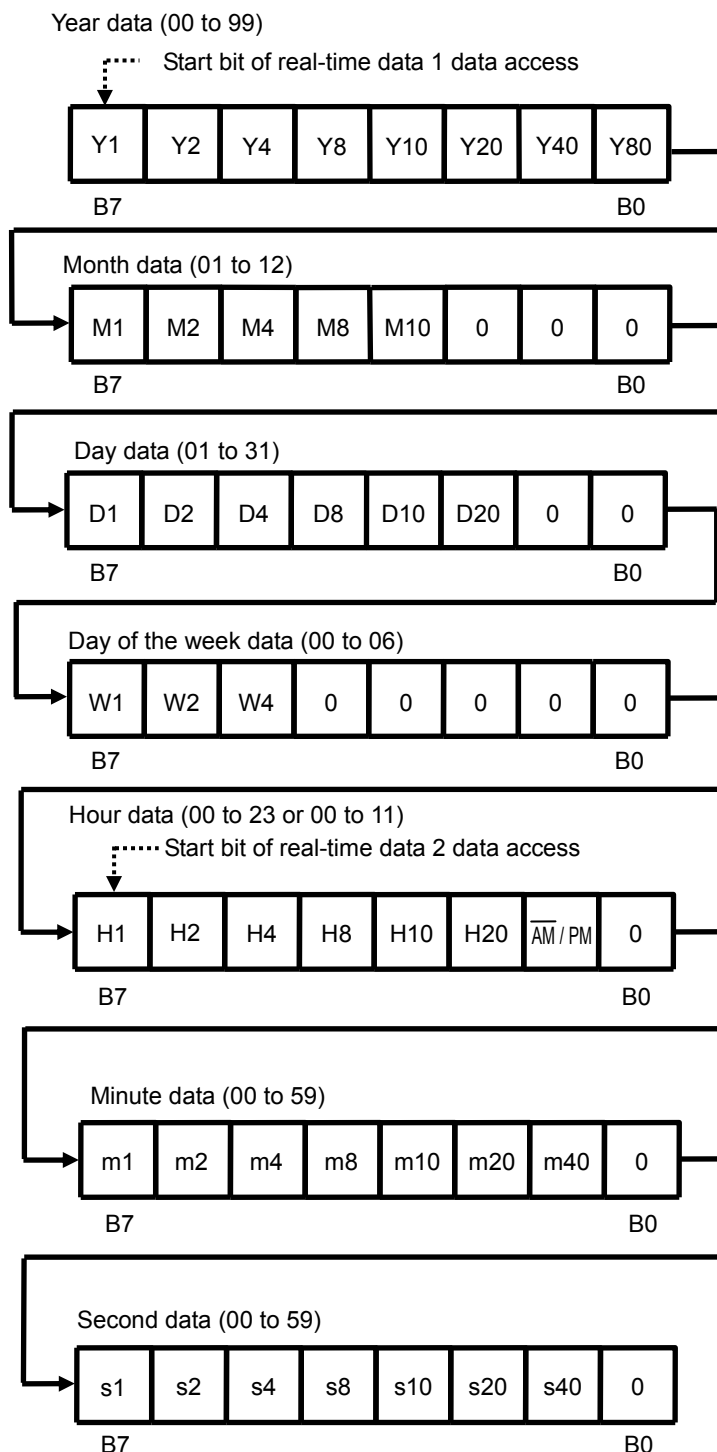 Year data (00 to 99)
Start bit of real-time data 1 data access
Y1 Y2 Y4 Y8 Y10 Y20 Y40 Y80
B7 B0
Month data (01 to 12)
M1 M2 M4 M8 M10 0 0 0
B7 B0
Day data (01 to 31)
D1 D2 D4 D8 D10 D20 0 0
B7 B0
Day of the week data (00 to 06)
W1 W2 W4 0 0 0 0 0
B7 B0
Hour data (00 to 23 or 00 to 11)
Start bit of real-time data 2 data access
H1 H2 H4 H8 H10 H20 A̅M̅ / PM 0
B7 B0
Minute data (00 to 59)
m1 m2 m4 m8 m10 m20 m40 0
B7 B0
Second data (00 to 59)
s1 s2 s4 s8 s10 s20 s40 0
B7 B0